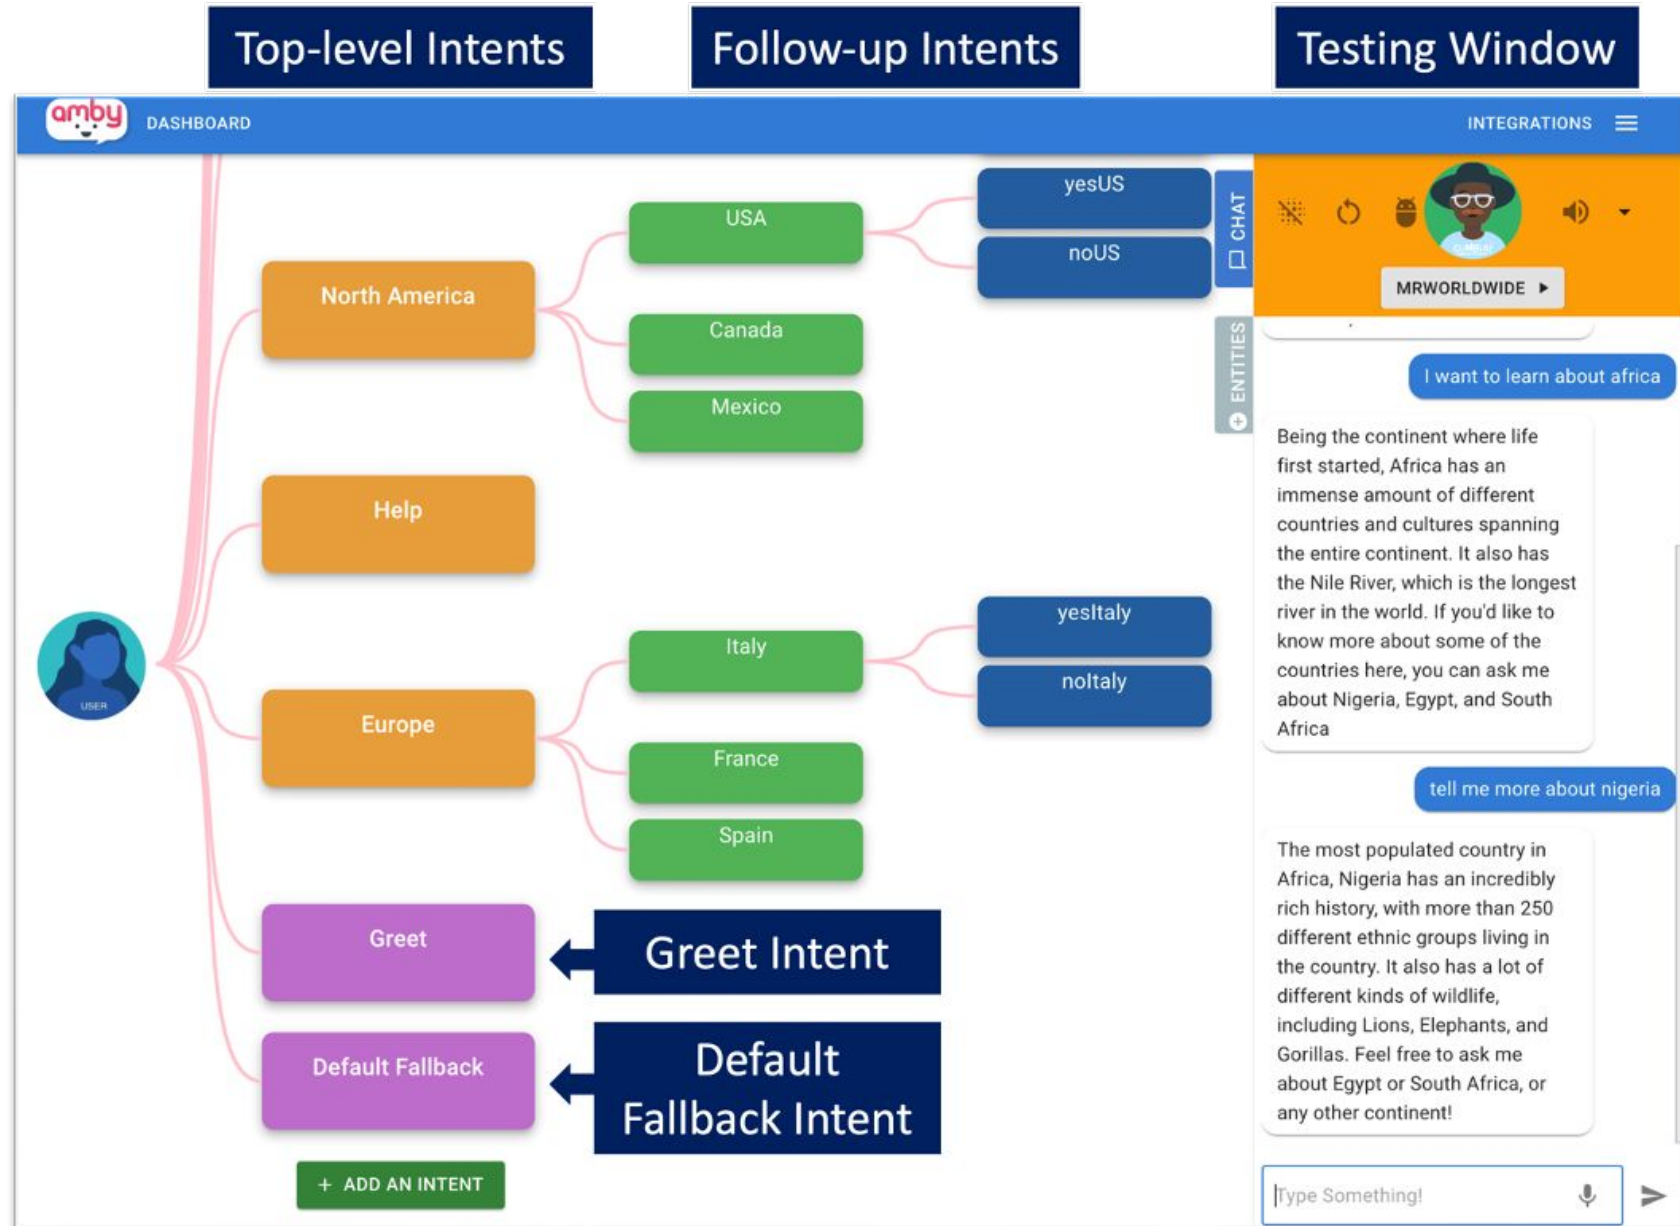 Top-level Intents
Follow-up Intents
Testing Window
amby
DASHBOARD
INTEGRATIONS
North America
Help
Europe
Greet
Default Fallback
+ ADD AN INTENT
USER
USA
Canada
Mexico
Italy
France
Spain
yesUS
noUS
yesItaly
noItaly
Greet Intent
Default
Fallback Intent
CHAT
ENTITIES
MRWORLDWIDE
I want to learn about africa
Being the continent where life
first started, Africa has an
immense amount of different
countries and cultures spanning
the entire continent. It also has
the Nile River, which is the longest
river in the world. If you'd like to
know more about some of the
countries here, you can ask me
about Nigeria, Egypt, and South
Africa
tell me more about nigeria
The most populated country in
Africa, Nigeria has an incredibly
rich history, with more than 250
different ethnic groups living in
the country. It also has a lot of
different kinds of wildlife,
including Lions, Elephants, and
Gorillas. Feel free to ask me
about Egypt or South Africa, or
any other continent!
Type Something!